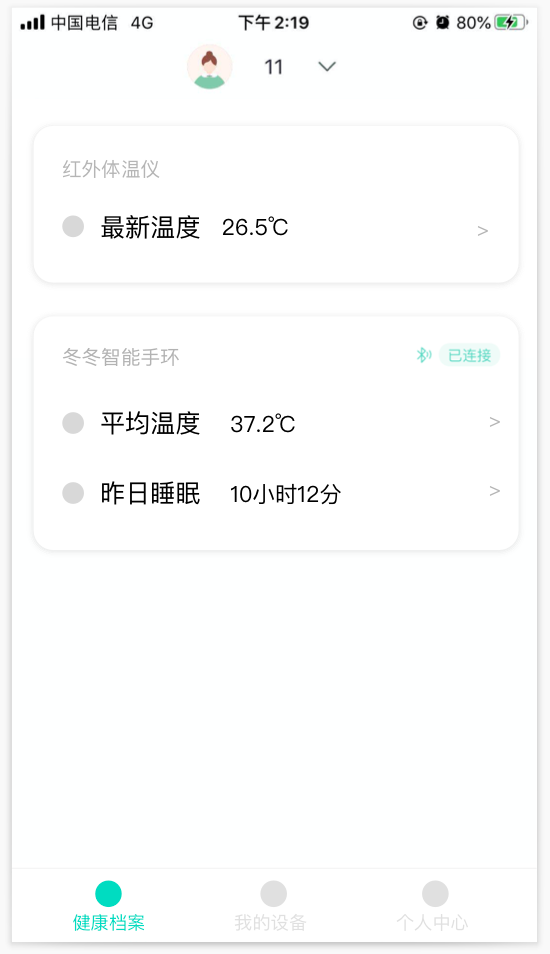 中国电信 4G 下午2:19 80%
11
红外体温仪
最新温度 26.5℃ >
冬冬智能手环 已连接
平均温度 37.2℃ >
昨日睡眠 10小时12分 >
健康档案 我的设备 个人中心